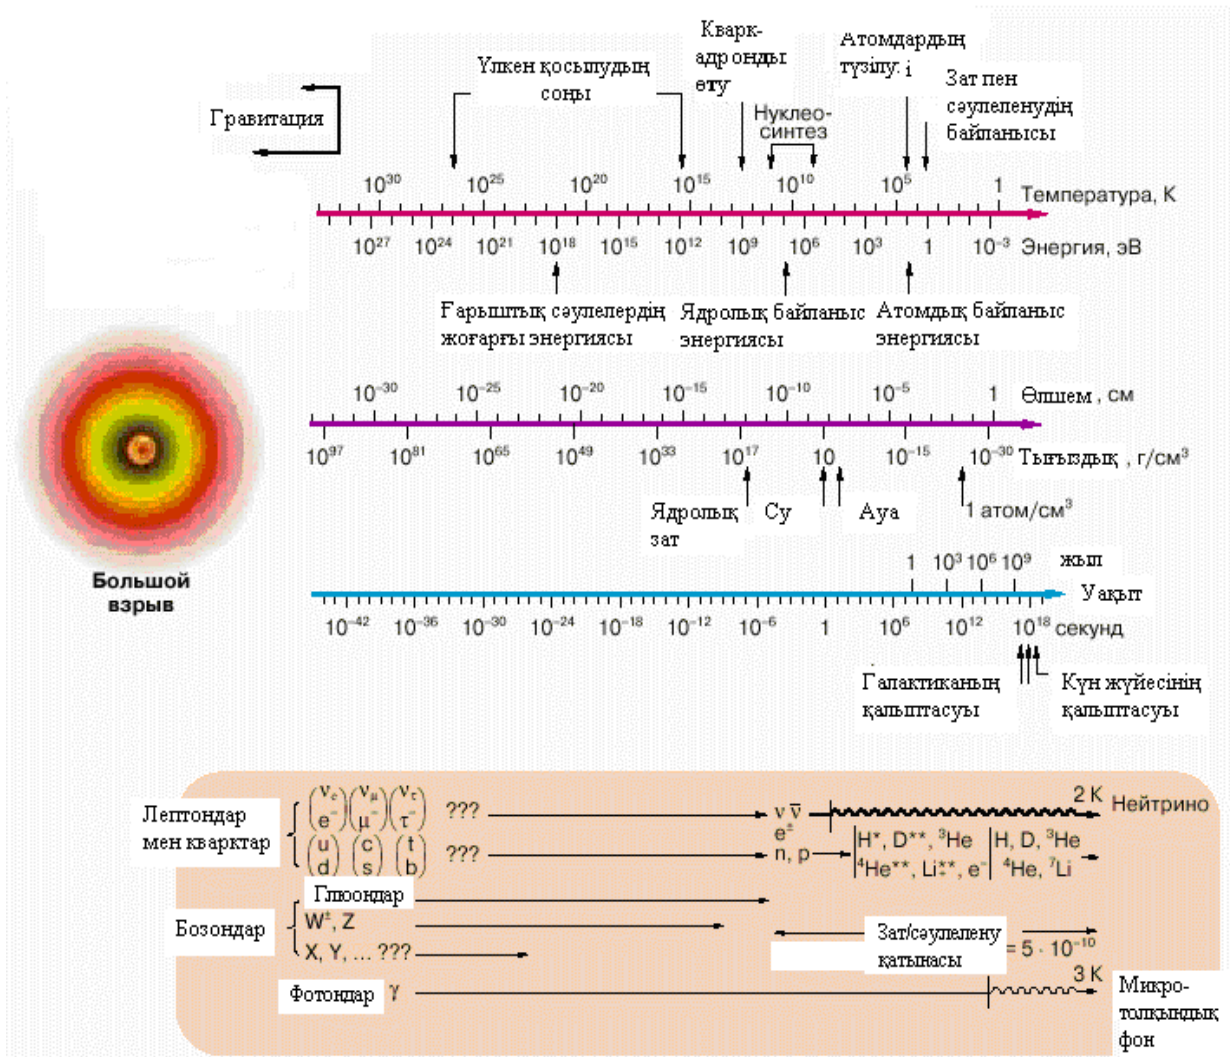 Гравитация
Үлкен қосылудың
соңы
Кварк-
адронды
өту
Нуклео-
синтез
Атомдардың
түзілу і
Зат пен
сәулеленудің
байланысы
10³⁰ 10²⁵ 10²⁰ 10¹⁵ 10¹⁰ 10⁵ 1 Температура, К
10²⁷ 10²⁴ 10²¹ 10¹⁸ 10¹⁵ 10¹² 10⁹ 10⁶ 10³ 1 10⁻³ Энергия, эВ
Ғарыштық сәулелердің
жоғарғы энергиясы
Ядролық байланыс
энергиясы
Атомдық байланыс
энергиясы
10⁻³⁰ 10⁻²⁵ 10⁻²⁰ 10⁻¹⁵ 10⁻¹⁰ 10⁻⁵ 1 Өлшем , см
10⁹⁷ 10⁸¹ 10⁶⁵ 10⁴⁹ 10³³ 10¹⁷ 10 10⁻¹⁵ 10⁻³⁰ Тығыздық , г/см³
Ядролық
зат
Су
Ауа
1 атом/см³
Большой
взрыв
1 10³ 10⁶ 10⁹ жыл
Уақыт
10⁻⁴² 10⁻³⁶ 10⁻³⁰ 10⁻²⁴ 10⁻¹⁸ 10⁻¹² 10⁻⁶ 1 10⁶ 10¹² 10¹⁸ секунд
Галактиканың
қалыптасуы
Күн жүйесінің
қалыптасуы
Лептондар
мен кварктар
νₑ ν_μ ν_τ ???
e⁻ μ⁻ τ⁻
u c t ???
d s b
ν ν̅
e±
n, p
2 K Нейтрино
H*, D**, ³He
⁴He**, Li**, e⁻
H, D, ³He
⁴He, ⁷Li
Бозондар
Глюондар
W±, Z
X, Y, ... ???
Зат/сәулелену
қатынасы
= 5 · 10⁻¹⁰
Фотондар γ
3 K
Микро-
толқындық
фон